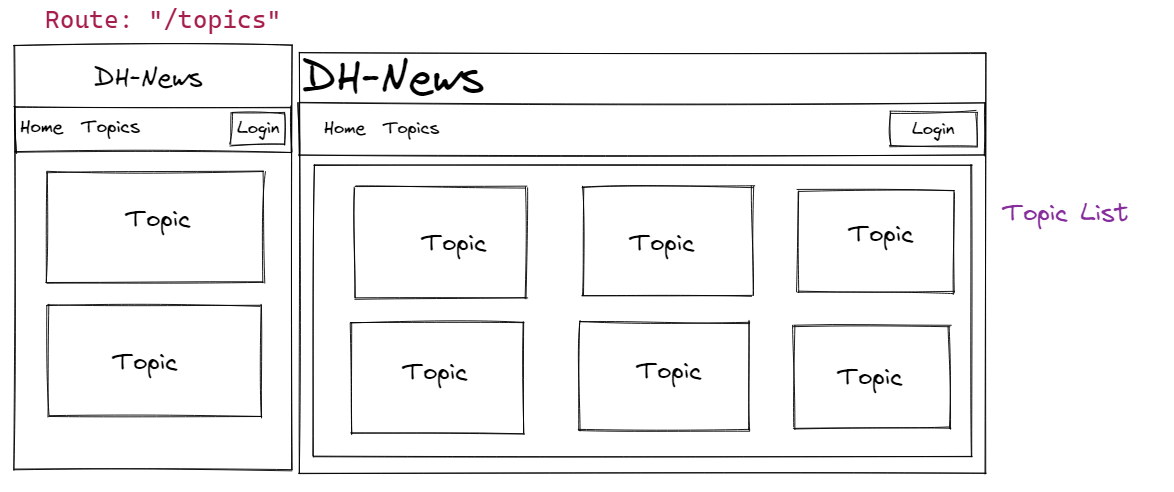 Route: "/topics"
DH-News
Home Topics Login
Topic
Topic
DH-News
Home Topics Login
Topic Topic Topic
Topic Topic Topic
Topic List